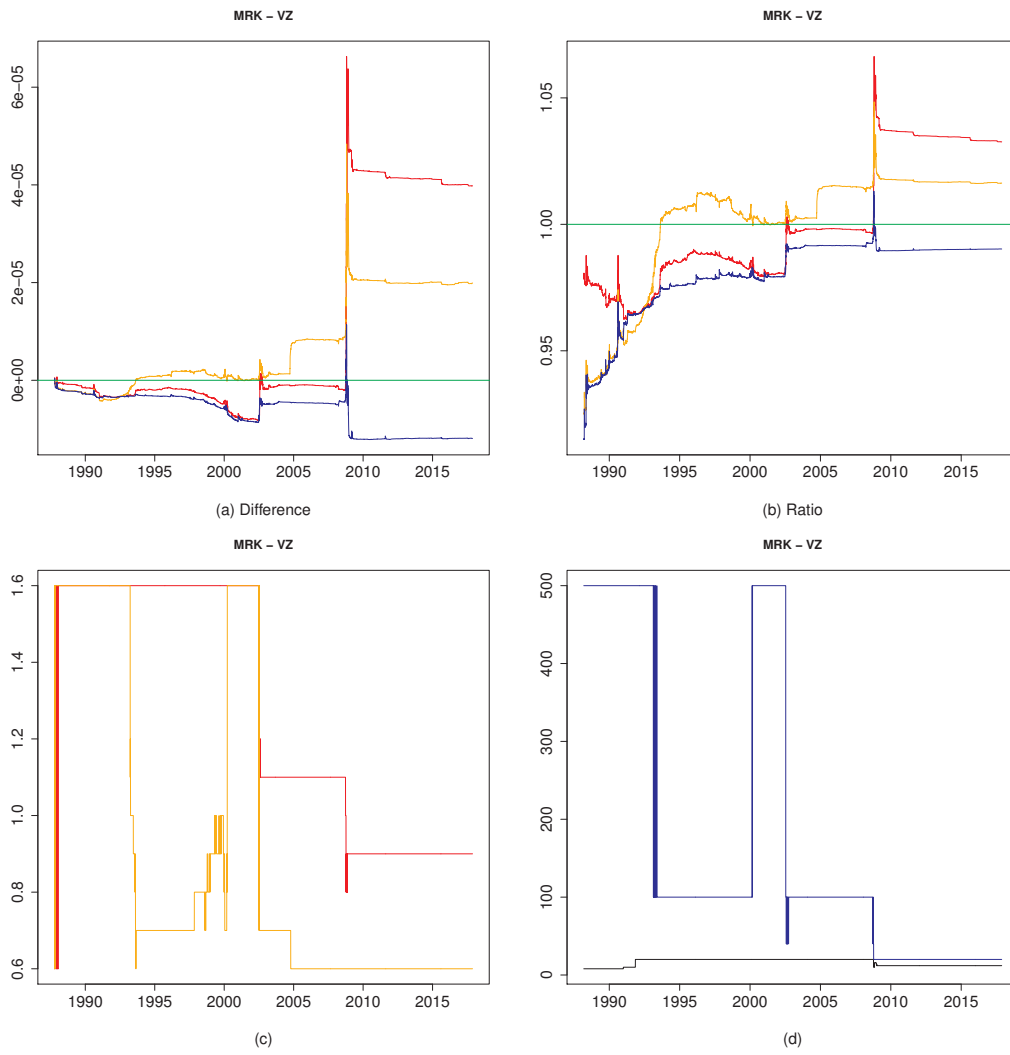 MRK − VZ
6e−05
4e−05
2e−05
0e+00
1990 1995 2000 2005 2010 2015
(a) Difference
MRK − VZ
1.05
1.00
0.95
1990 1995 2000 2005 2010 2015
(b) Ratio
MRK − VZ
1.6
1.4
1.2
1.0
0.8
0.6
1990 1995 2000 2005 2010 2015
(c)
MRK − VZ
500
400
300
200
100
0
1990 1995 2000 2005 2010 2015
(d)